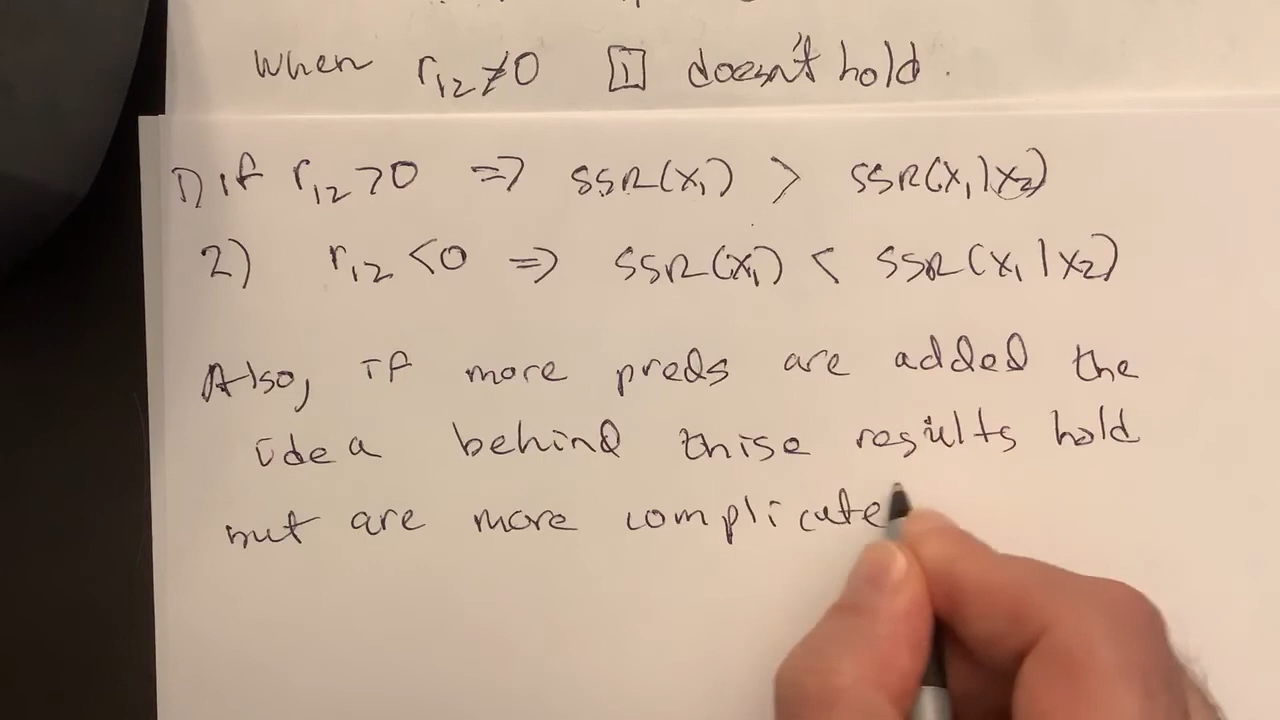 When r₁₂≠0 [1] doesn't hold.
1) if r₁₂>0 => SSR(X₁) > SSR(X₁|X₂)
2) r₁₂<0 => SSR(X₁) < SSR(X₁|X₂)
Also, if more preds are added the
idea behind thise results hold
but are more complicate